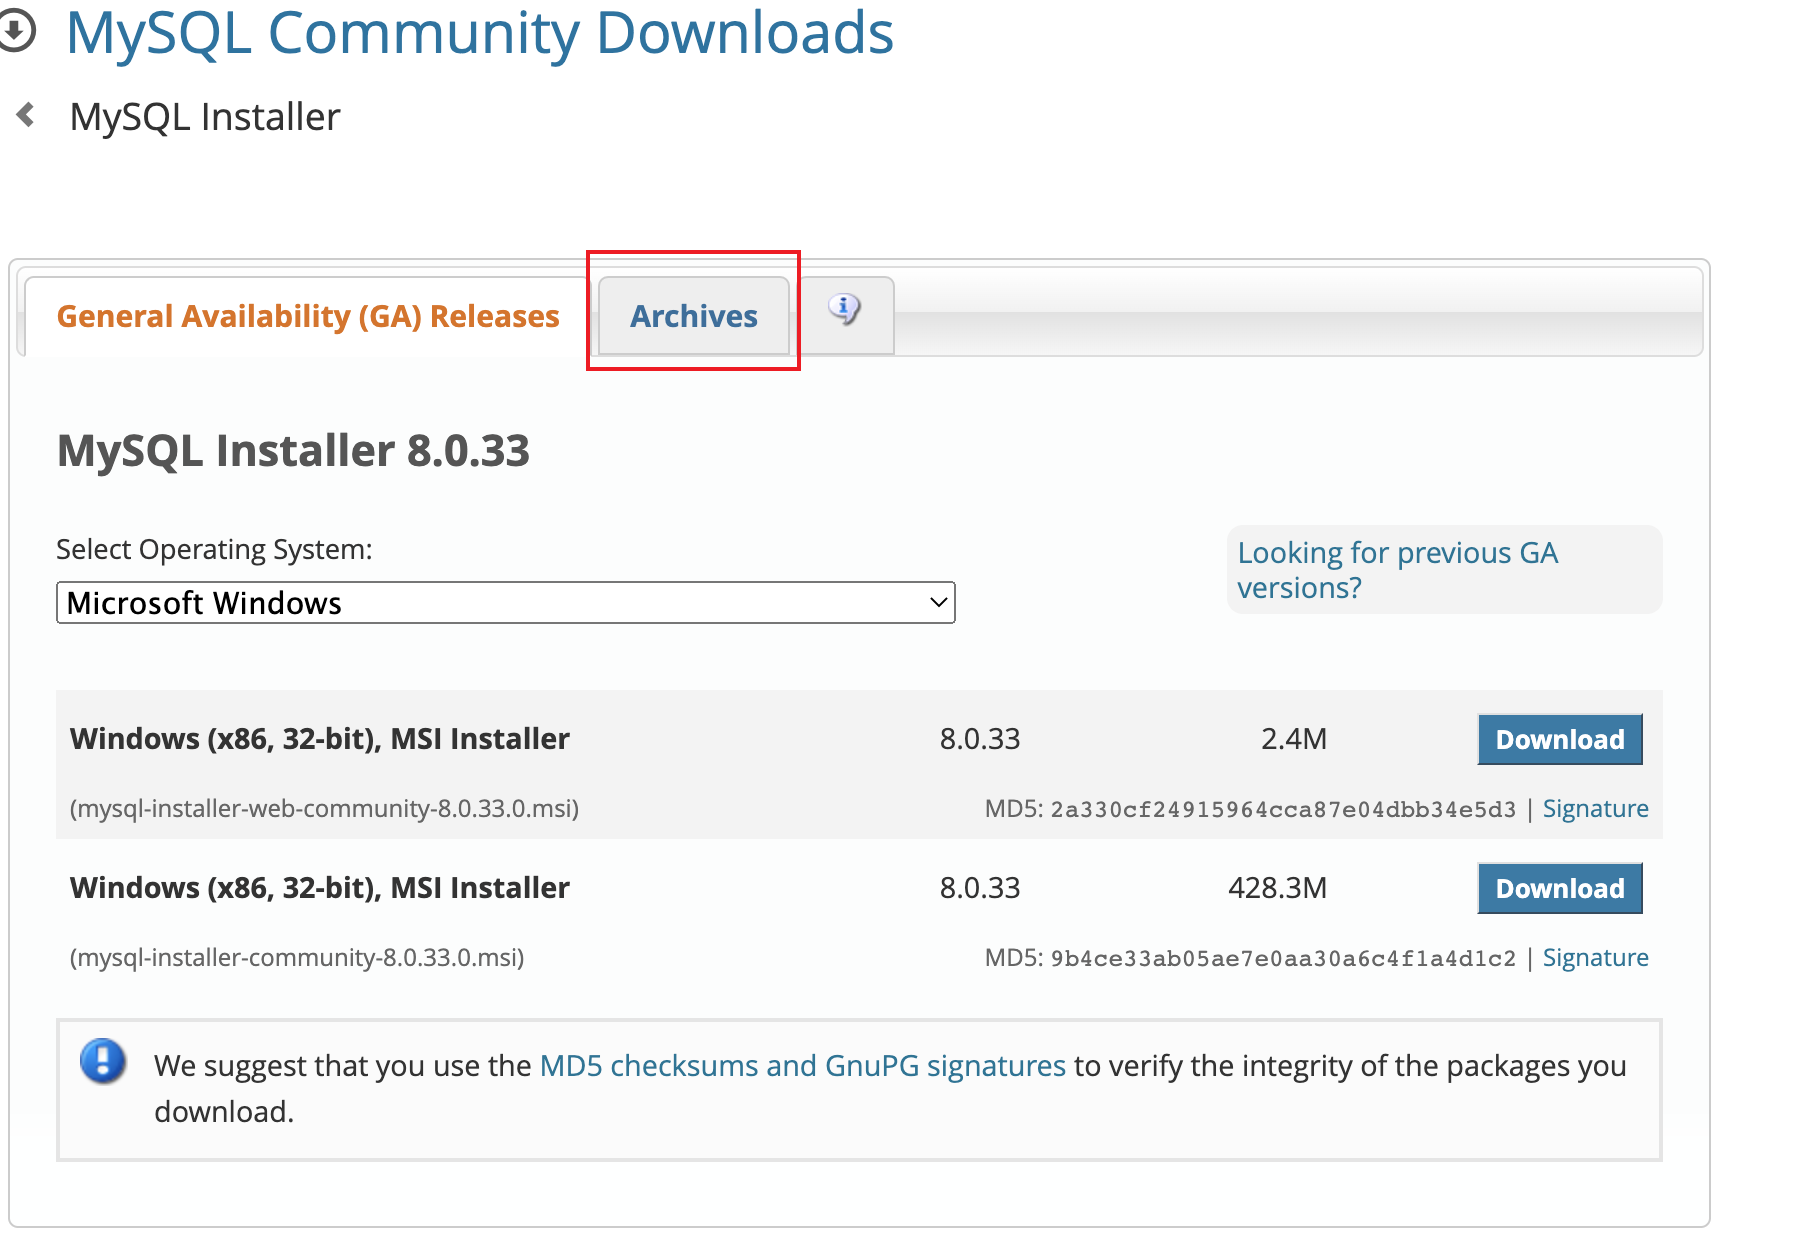 MySQL Community Downloads
MySQL Installer
General Availability (GA) Releases
Archives
MySQL Installer 8.0.33
Select Operating System:
Looking for previous GA
versions?
Microsoft Windows
Windows (x86, 32-bit), MSI Installer 8.0.33 2.4M Download
(mysql-installer-web-community-8.0.33.0.msi) MD5: 2a330cf24915964cca87e04dbb34e5d3 | Signature
Windows (x86, 32-bit), MSI Installer 8.0.33 428.3M Download
(mysql-installer-community-8.0.33.0.msi) MD5: 9b4ce33ab05ae7e0aa30a6c4f1a4d1c2 | Signature
We suggest that you use the MD5 checksums and GnuPG signatures to verify the integrity of the packages you
download.